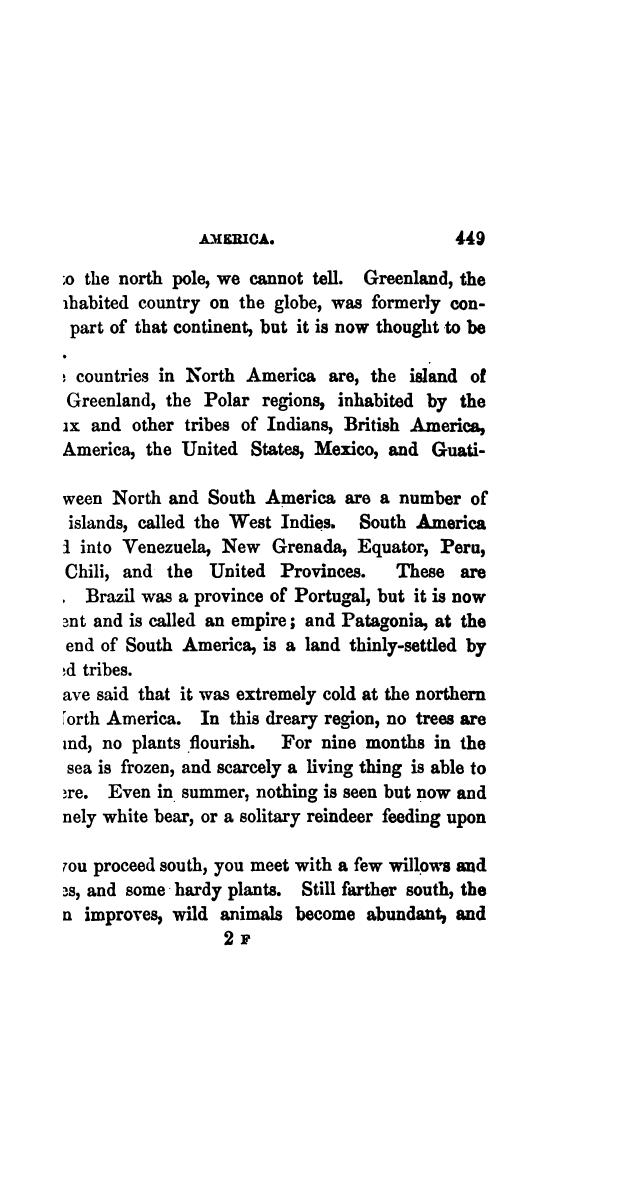 AMERICA. 449
the north pole, we cannot tell. Greenland, the
country on the globe, was formerly con-
part of that continent, but it is now thought to be
.
countries in North America are, the island of
Greenland, the Polar regions, inhabited by the
and other tribes of Indians, British America,
America, the United States, Mexico, and Guati-
ween North and South America are a number of
islands, called the West Indies. South America
into Venezuela, New Grenada, Equator, Peru,
Chili, and the United Provinces. These are
. Brazil was a province of Portugal, but it is now
ent and is called an empire; and Patagonia, at the
end of South America, is a land thinly-settled by
ed tribes.
ave said that it was extremely cold at the northern
orth America. In this dreary region, no trees are
und, no plants flourish. For nine months in the
sea is frozen, and scarcely a living thing is able to
ere. Even in summer, nothing is seen but now and
nely white bear, or a solitary reindeer feeding upon
you proceed south, you meet with a few willows and
es, and some hardy plants. Still farther south, the
n improves, wild animals become abundant, and
2 F